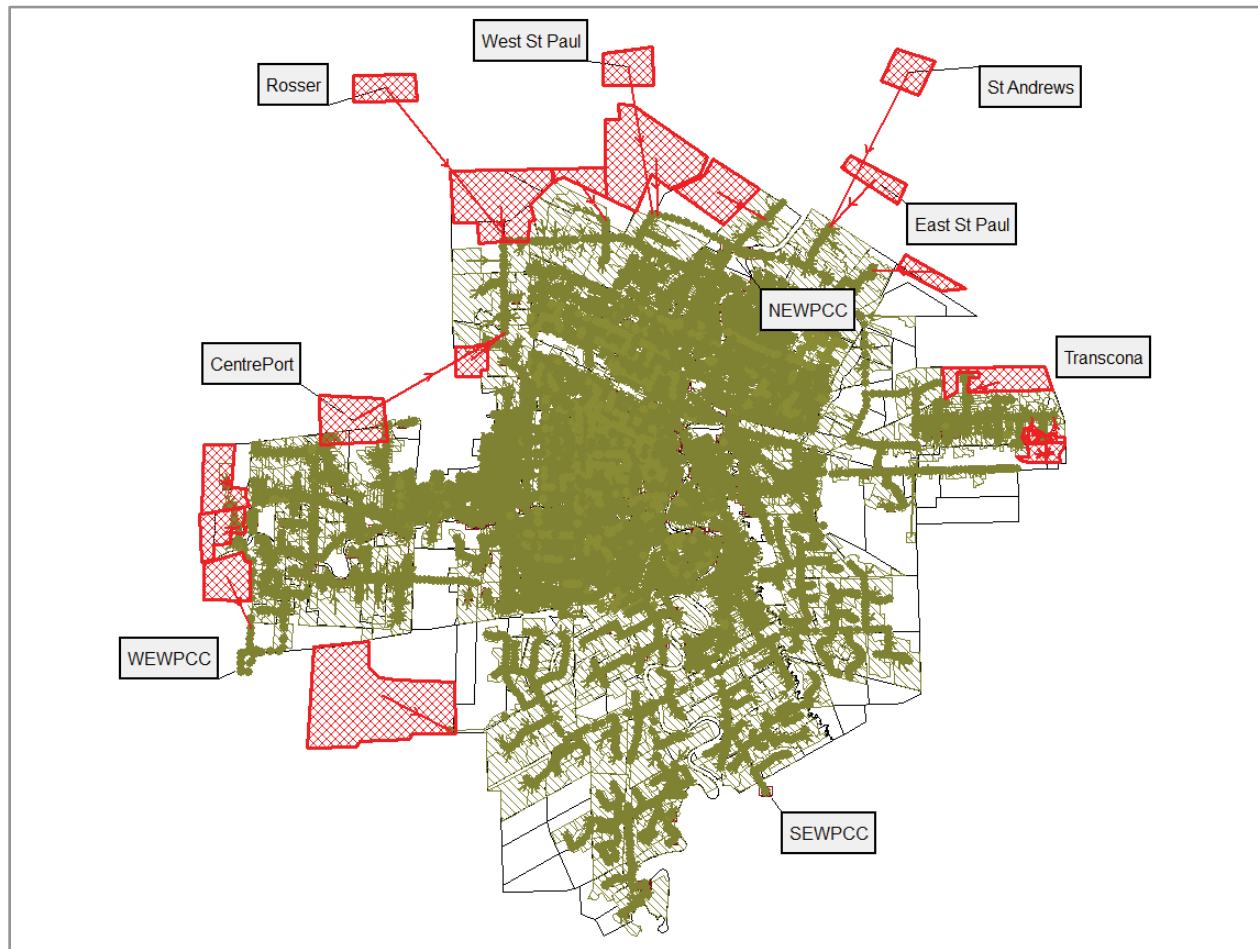 West St Paul
Rosser
St Andrews
East St Paul
NEWPCC
CentrePort
Transcona
WEWPCC
SEWPCC